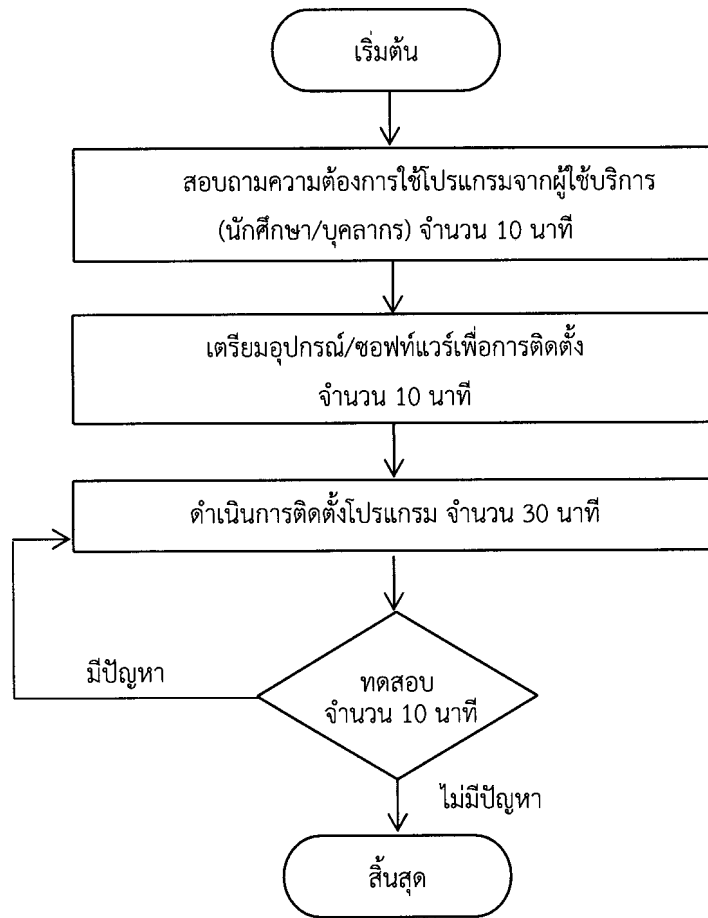 เริ่มต้น
สอบถามความต้องการใช้โปรแกรมจากผู้ใช้บริการ
(นักศึกษา/บุคลากร) จำนวน 10 นาที
เตรียมอุปกรณ์/ซอฟท์แวร์เพื่อการติดตั้ง
จำนวน 10 นาที
ดำเนินการติดตั้งโปรแกรม จำนวน 30 นาที
มีปัญหา
ทดสอบ
จำนวน 10 นาที
ไม่มีปัญหา
สิ้นสุด